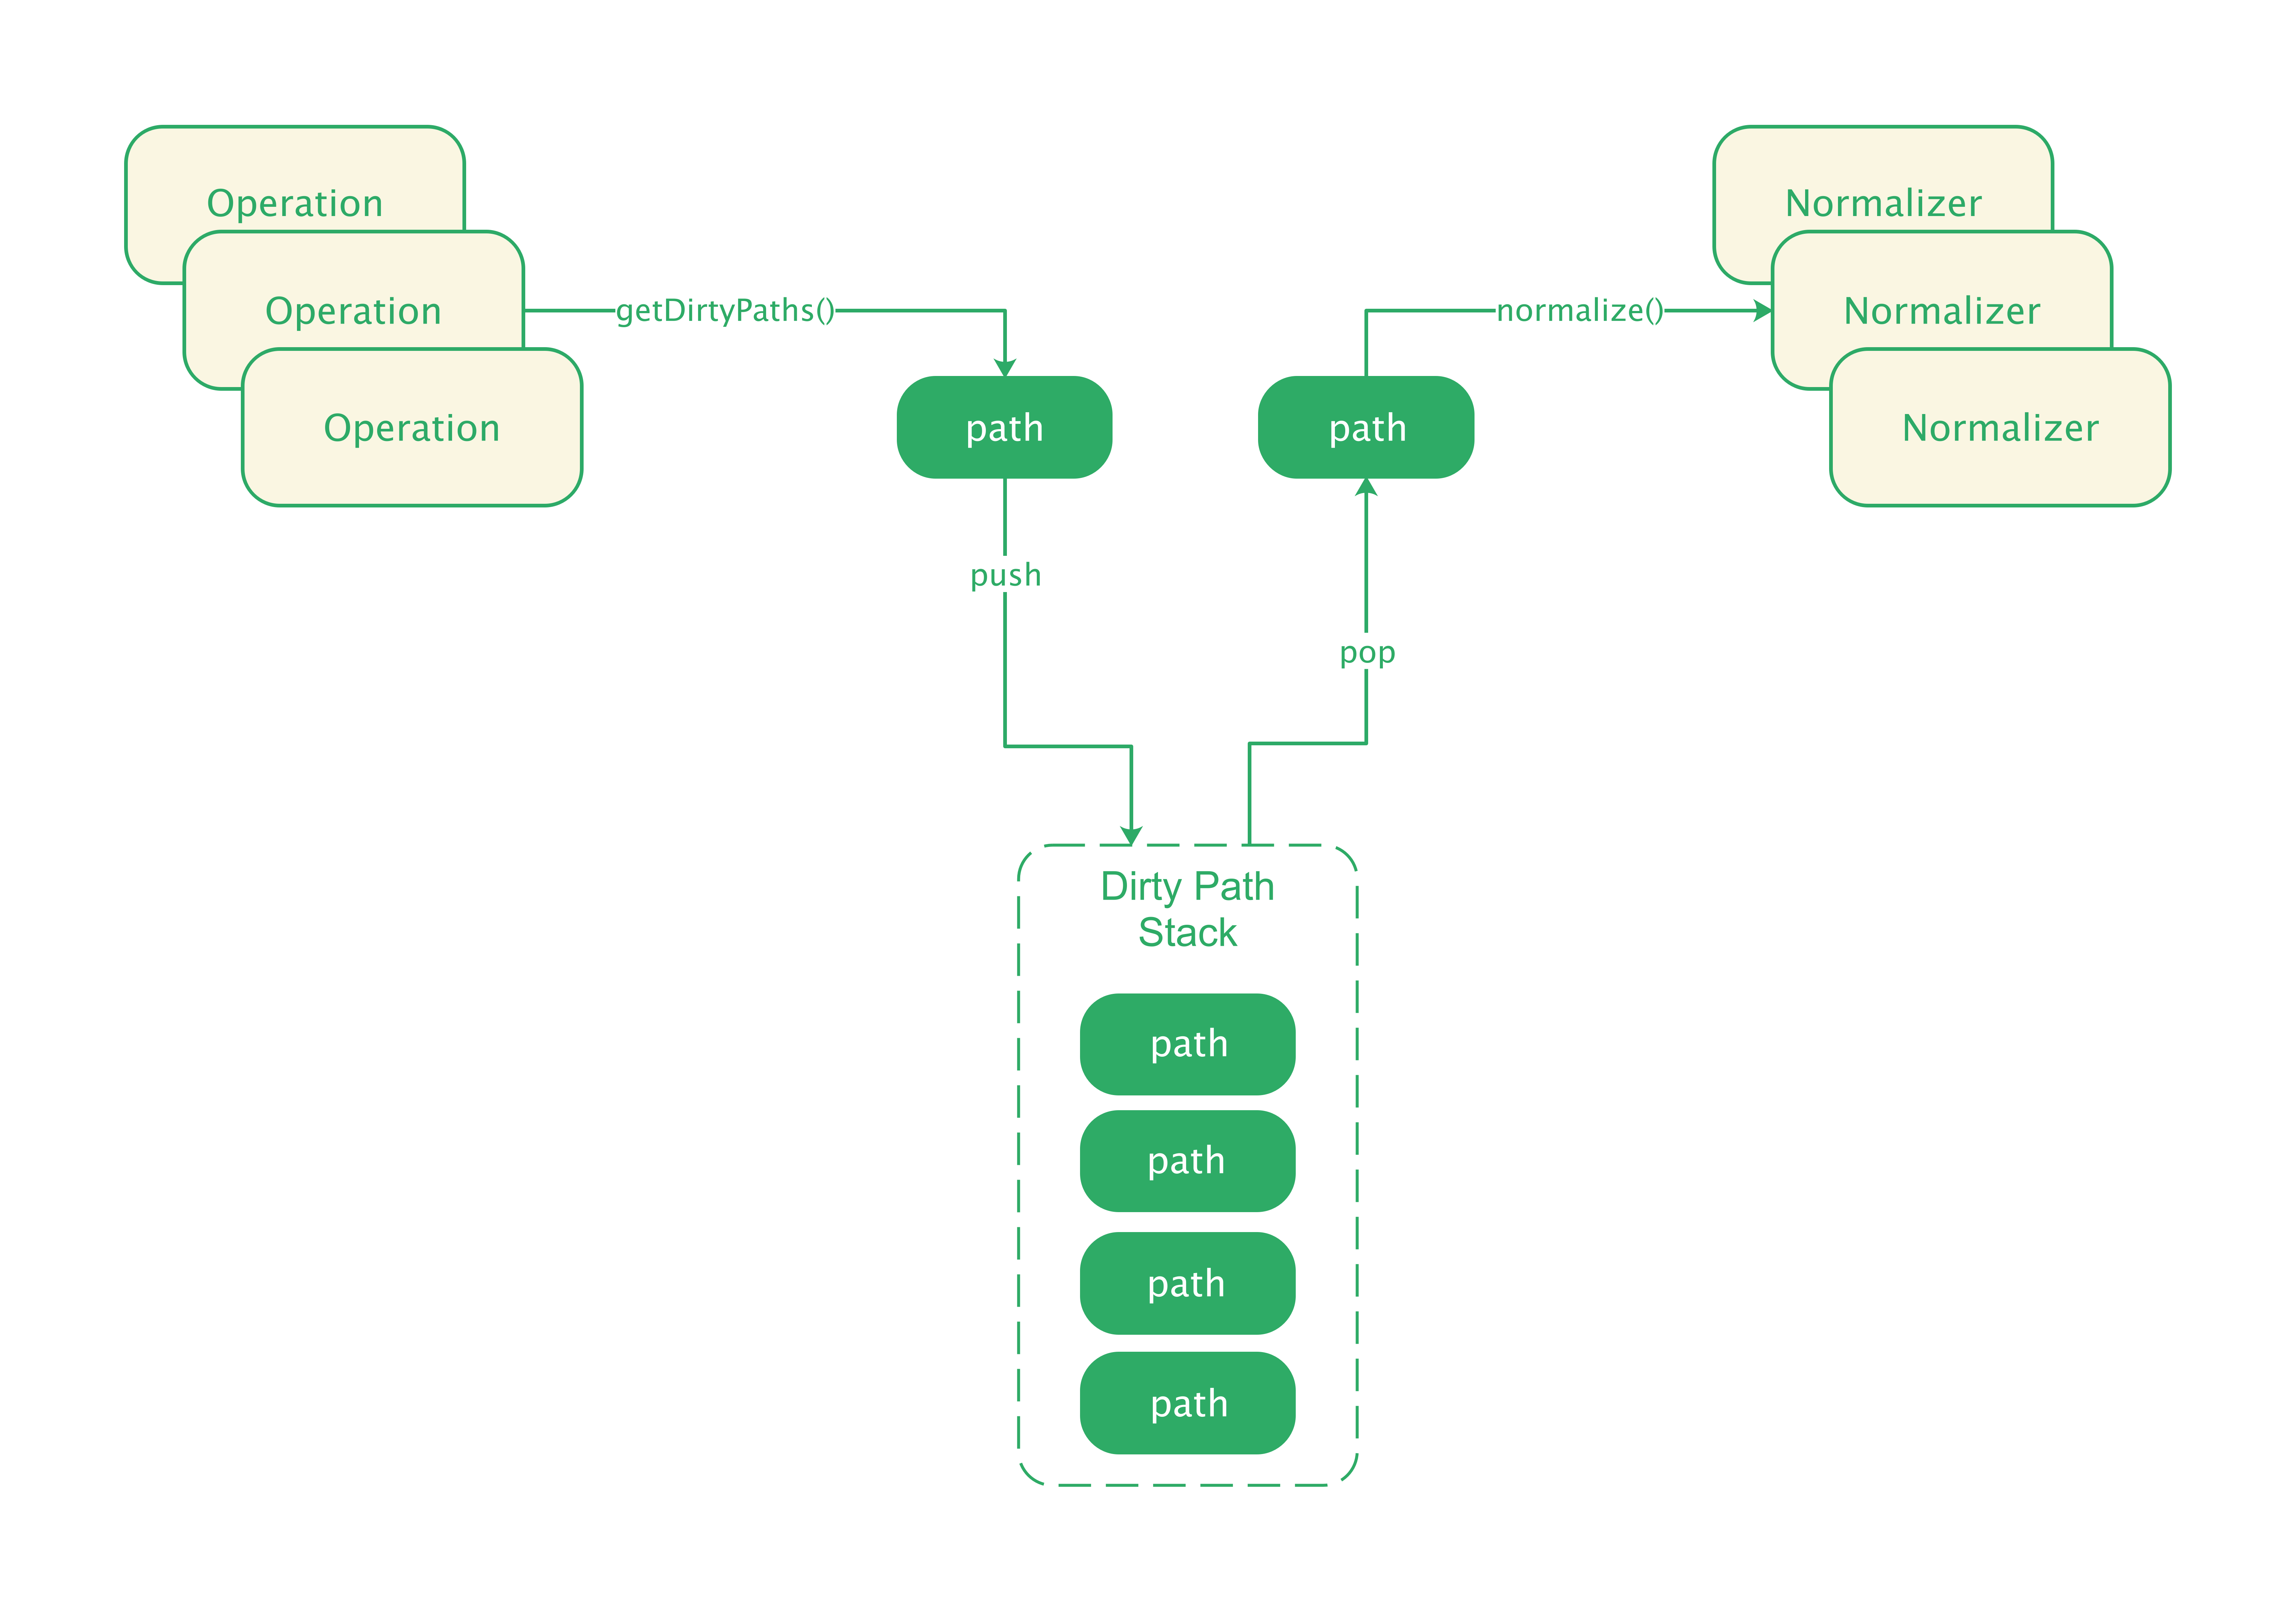 Operation
Operation
Operation
getDirtyPaths()
path
push
Dirty Path
Stack
path
path
path
path
pop
path
normalize()
Normalizer
Normalizer
Normalizer